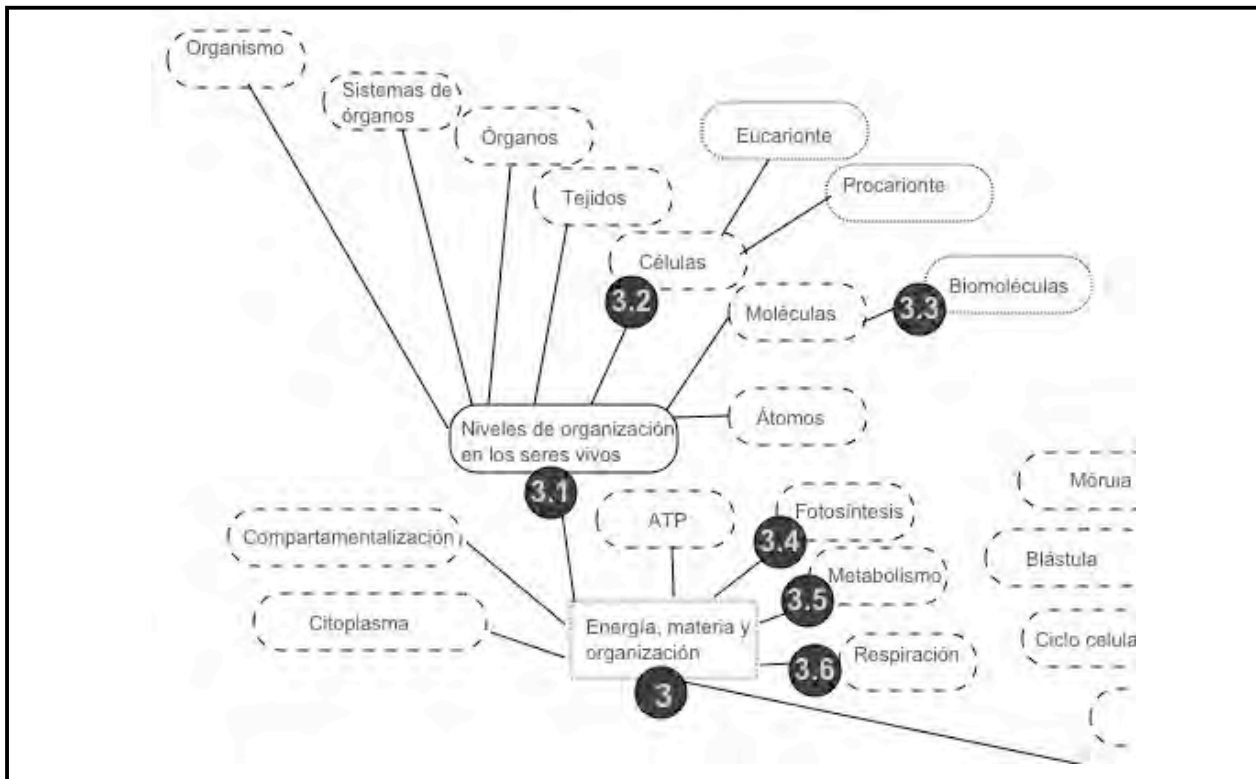 Organismo
Sistemas de
órganos
Órganos
Eucarionte
Procarionte
Tejidos
Células
3.2
Moléculas
3.3
Biomoléculas
Átomos
Niveles de organización
en los seres vivos
3.1
Mórula
ATP
Fotosíntesis
3.4
Compartamentalización
Blástula
Metabolismo
3.5
Citoplasma
Energía, materia y
organización
3
Ciclo celula
Respiración
3.6